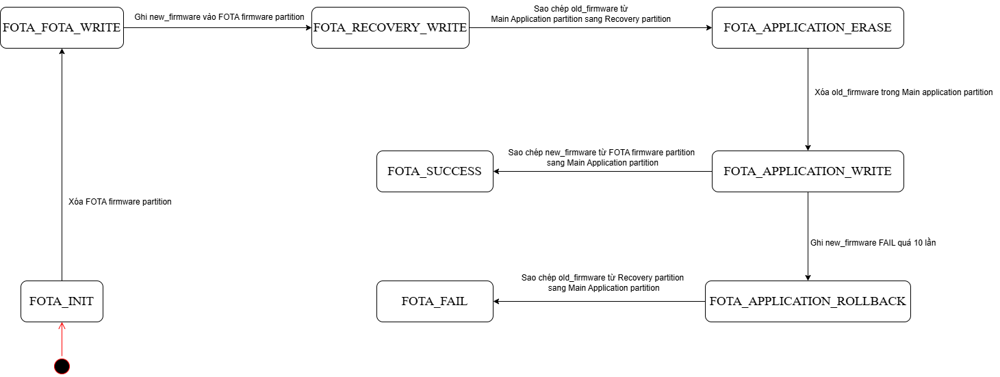 FOTA_FOTA_WRITE
Ghi new_firmware vào FOTA firmware partition
FOTA_RECOVERY_WRITE
Sao chép old_firmware từ
Main Application partition sang Recovery partition
FOTA_APPLICATION_ERASE
Xóa old_firmware trong Main application partition
FOTA_SUCCESS
Sao chép new_firmware từ FOTA firmware partition
sang Main Application partition
FOTA_APPLICATION_WRITE
Xóa FOTA firmware partition
Ghi new_firmware FAIL quá 10 lần
FOTA_INIT
FOTA_FAIL
Sao chép old_firmware từ Recovery partition
sang Main Application partition
FOTA_APPLICATION_ROLLBACK